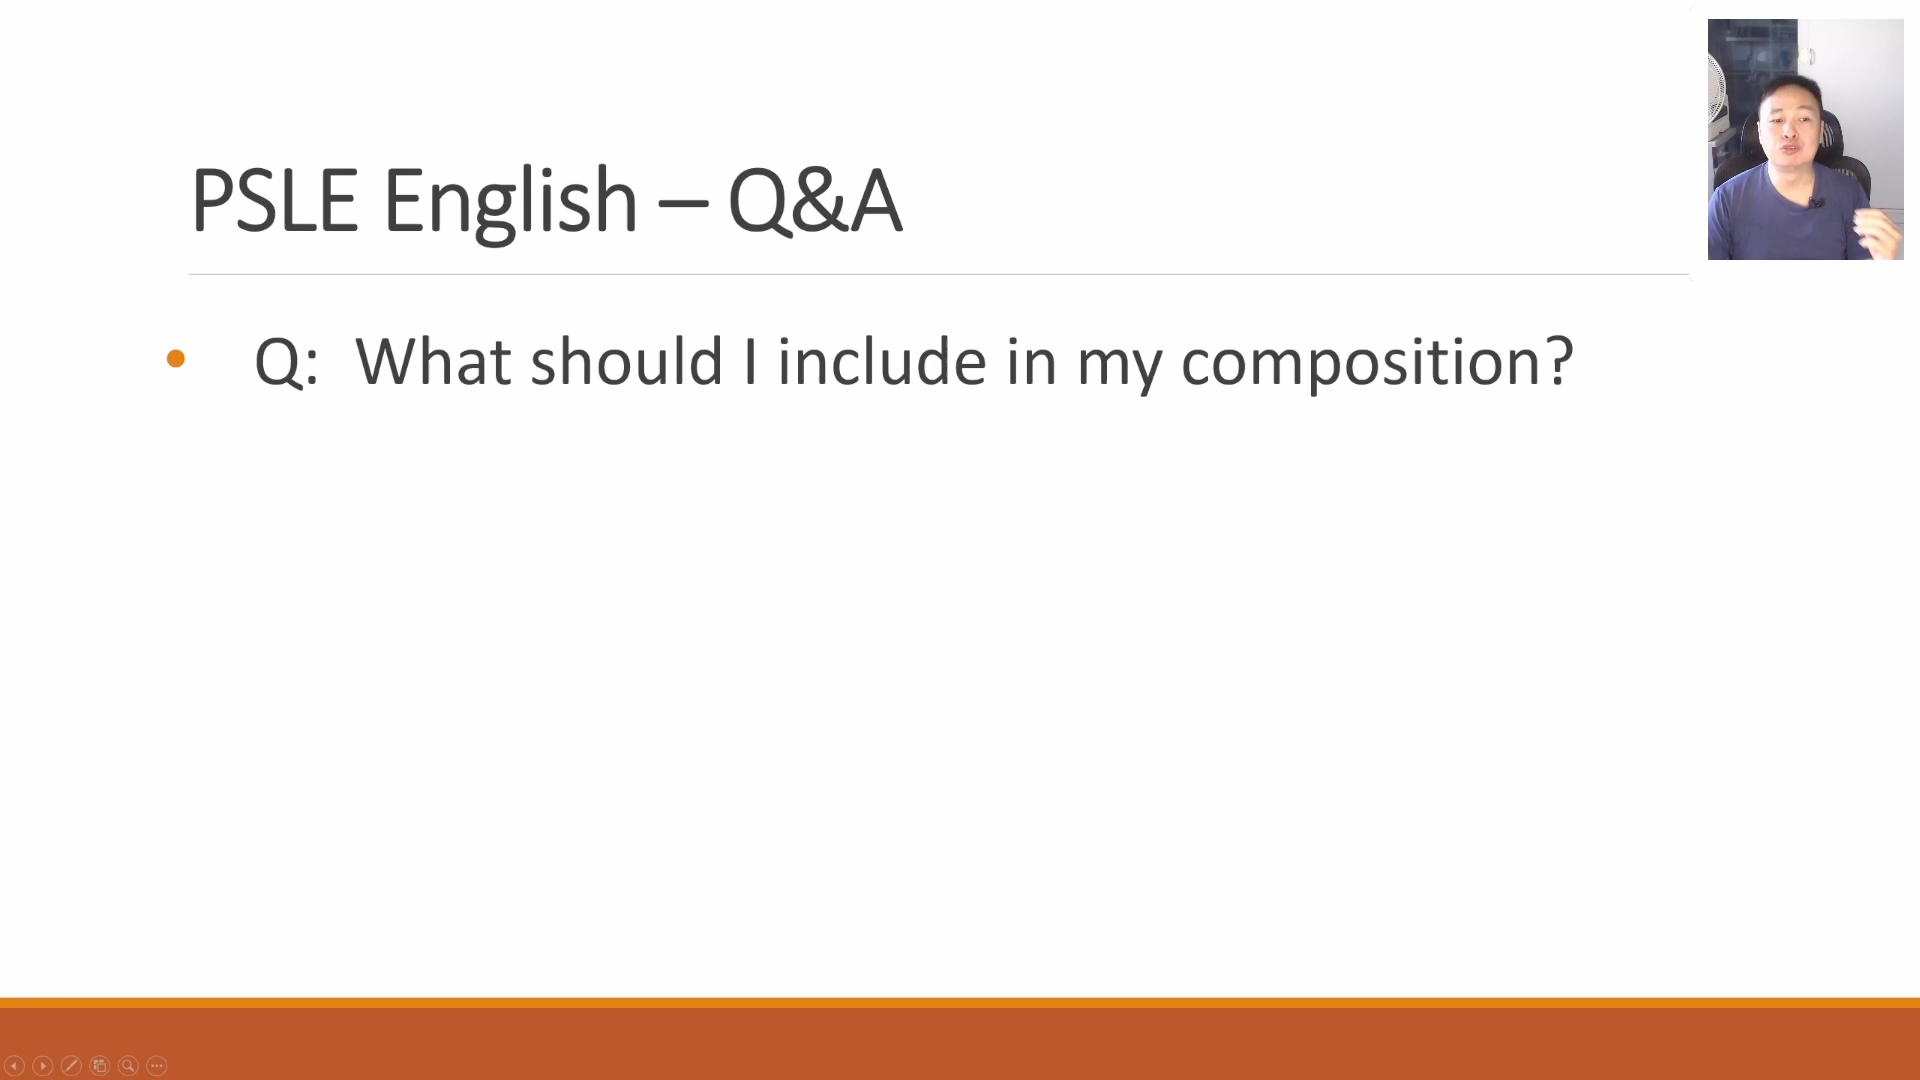 PSLE English – Q&A
• Q: What should I include in my composition?